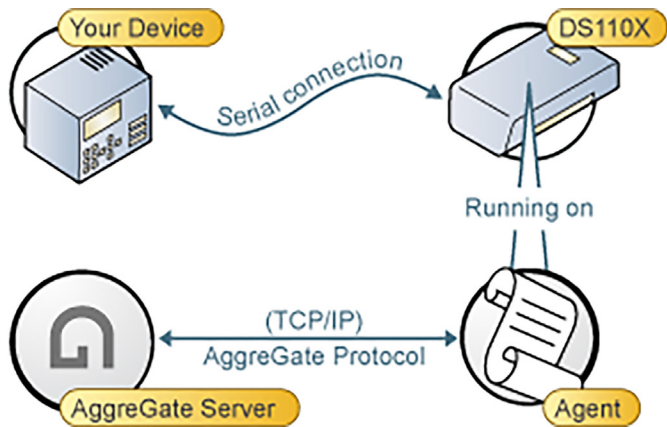 Your Device
DS110X
Serial connection
Running on
(TCP/IP)
AggreGate Protocol
AggreGate Server
Agent